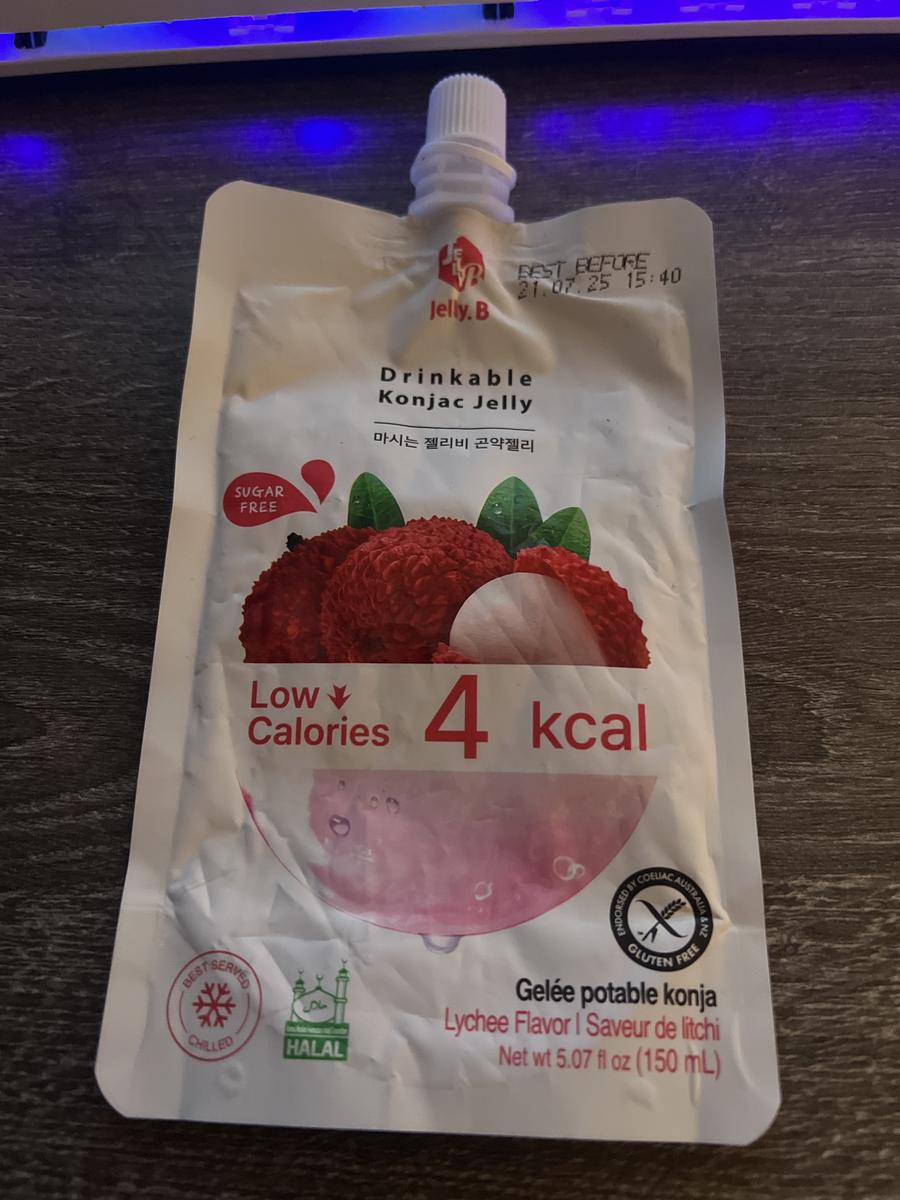 JELLY.B
Jelly.B
BEST BEFORE
21.07.25 15:40
Drinkable
Konjac Jelly
마시는 젤리비 곤약젤리
SUGAR
FREE
Low
Calories
4 kcal
ENDORSED BY COELIAC AUSTRALIA & NZ
GLUTEN FREE
BEST SERVED
CHILLED
حلال
HALAL
Gelée potable konja
Lychee Flavor I Saveur de litchi
Net wt 5.07 fl oz (150 mL)